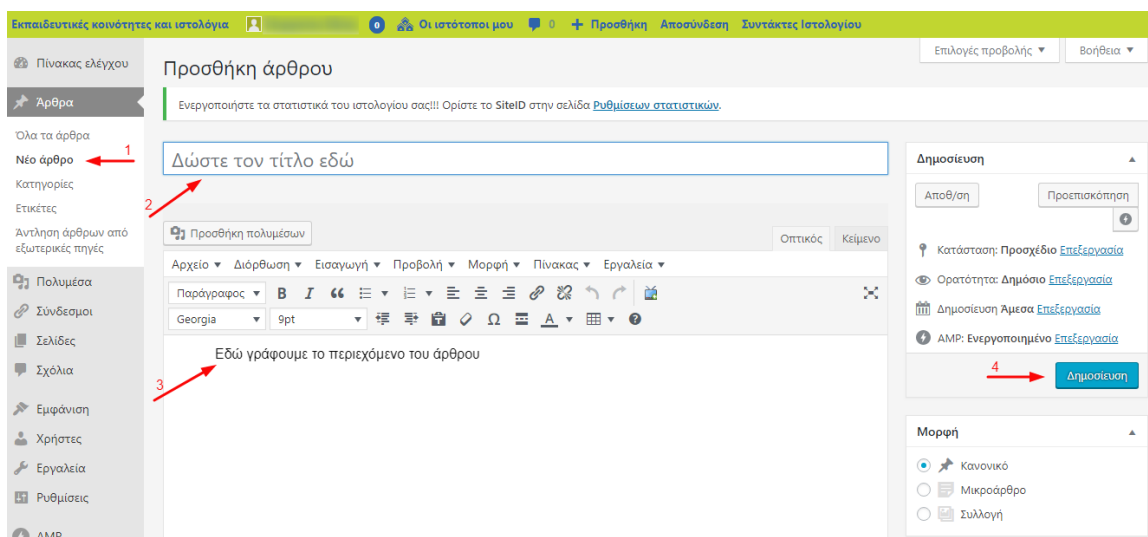 Εκπαιδευτικές κοινότητες και ιστολόγια 0 Οι ιστότοποι μου 0 + Προσθήκη Αποσύνδεση Συντάκτες Ιστολογίου
Επιλογές προβολής Βοήθεια
Πίνακας ελέγχου
Άρθρα
Όλα τα άρθρα
Νέο άρθρο
1
Κατηγορίες
Ετικέτες
Άντληση άρθρων από
εξωτερικές πηγές
Πολυμέσα
Σύνδεσμοι
Σελίδες
Σχόλια
Εμφάνιση
Χρήστες
Εργαλεία
Ρυθμίσεις
AMP
Προσθήκη άρθρου
Ενεργοποιήστε τα στατιστικά του ιστολογίου σας!!! Ορίστε το SiteID στην σελίδα Ρυθμίσεων στατιστικών.
Δώστε τον τίτλο εδώ
2
Προσθήκη πολυμέσων
Οπτικός Κείμενο
Αρχείο Διόρθωση Εισαγωγή Προβολή Μορφή Πίνακας Εργαλεία
Παράγραφος B I
Georgia 9pt Ω A
Εδώ γράφουμε το περιεχόμενο του άρθρου
3
Δημοσίευση
Αποθ/ση Προεπισκόπηση
Κατάσταση: Προσχέδιο Επεξεργασία
Ορατότητα: Δημόσιο Επεξεργασία
Δημοσίευση Άμεσα Επεξεργασία
AMP: Ενεργοποιημένο Επεξεργασία
4
Δημοσίευση
Μορφή
Κανονικό
Μικροάρθρο
Συλλογή